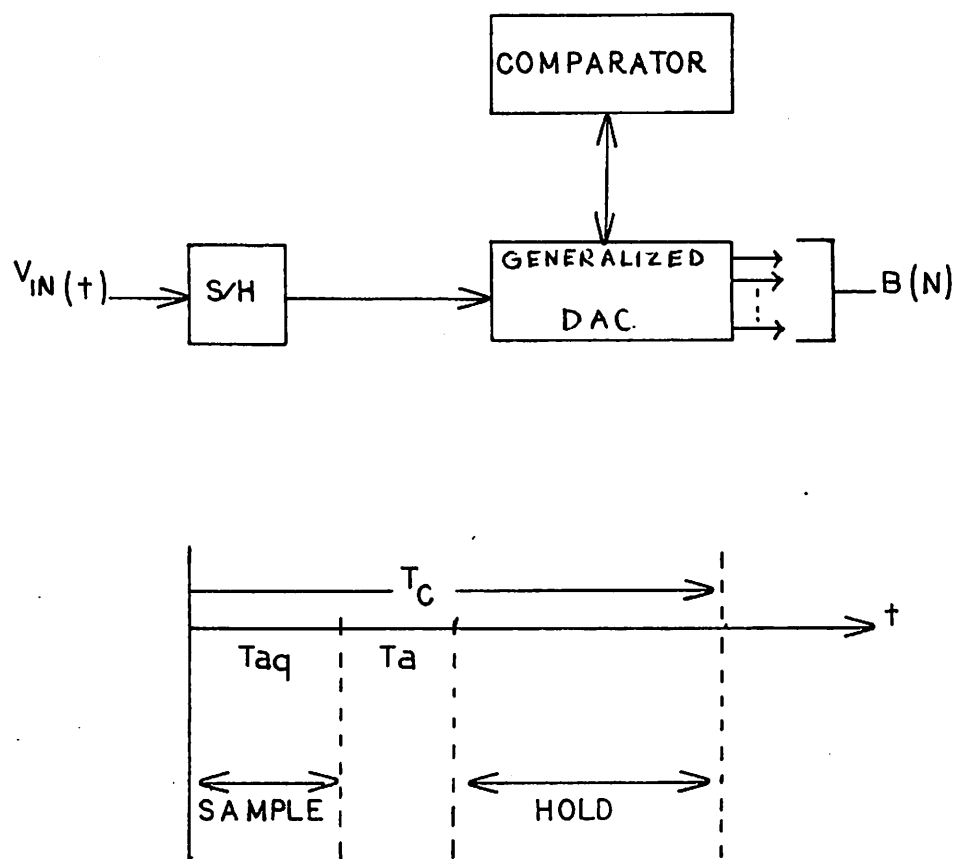 COMPARATOR
V_IN(t)
S/H
GENERALIZED
DAC.
B(N)
T_C
t
Taq
Ta
SAMPLE
HOLD